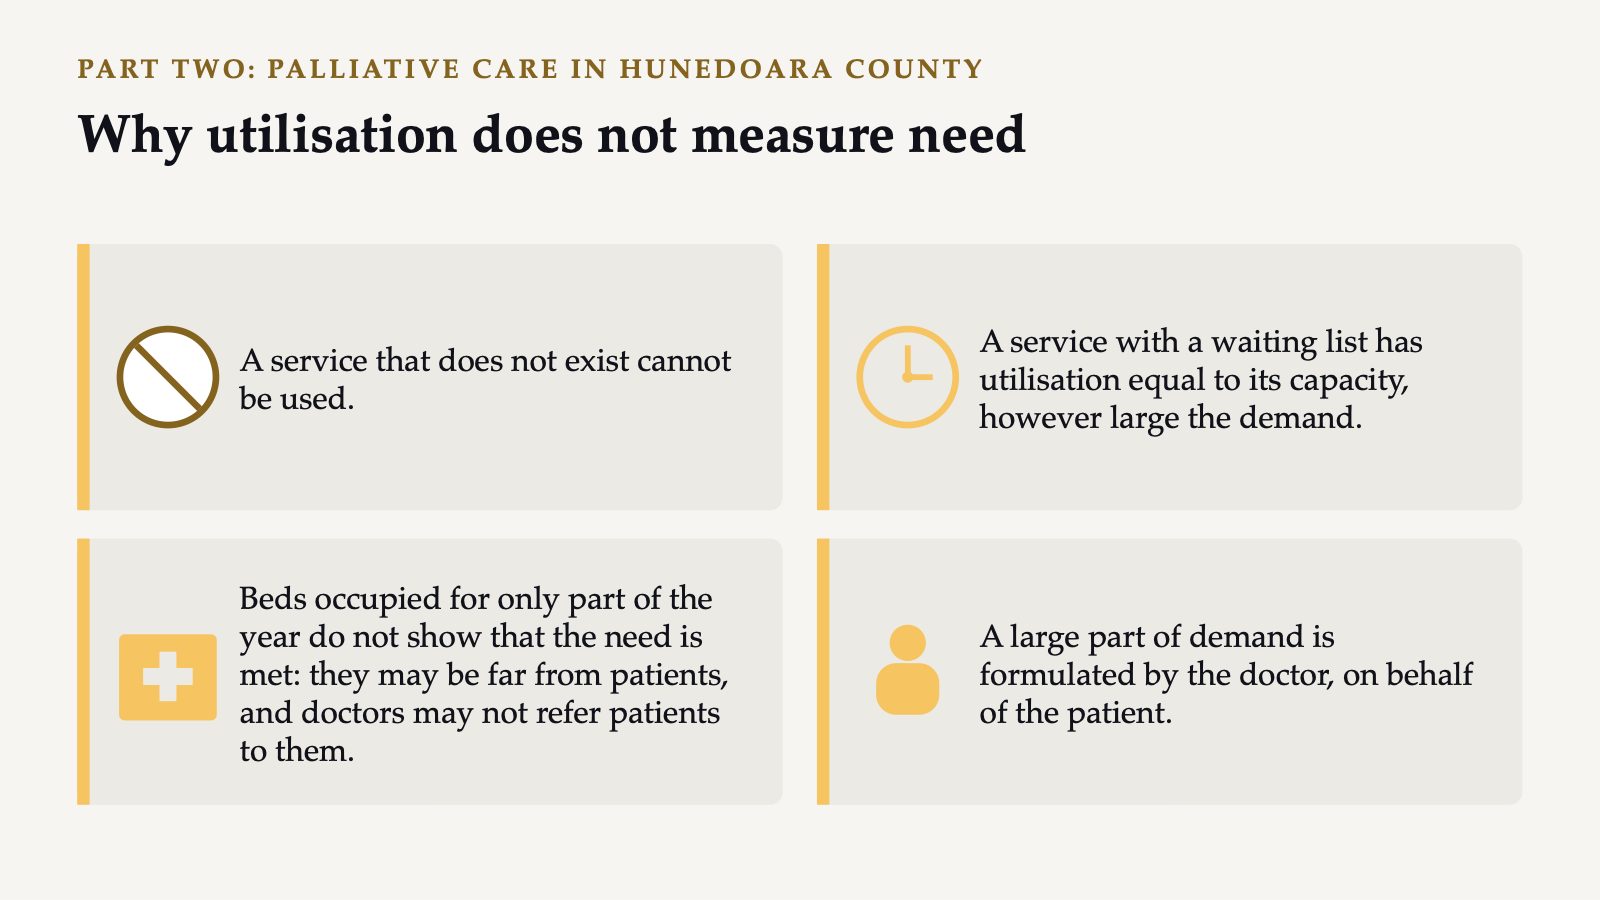 PART TWO: PALLIATIVE CARE IN HUNEDOARA COUNTY
Why utilisation does not measure need
A service that does not exist cannot
be used.
A service with a waiting list has
utilisation equal to its capacity,
however large the demand.
Beds occupied for only part of the
year do not show that the need is
met: they may be far from patients,
and doctors may not refer patients
to them.
A large part of demand is
formulated by the doctor, on behalf
of the patient.